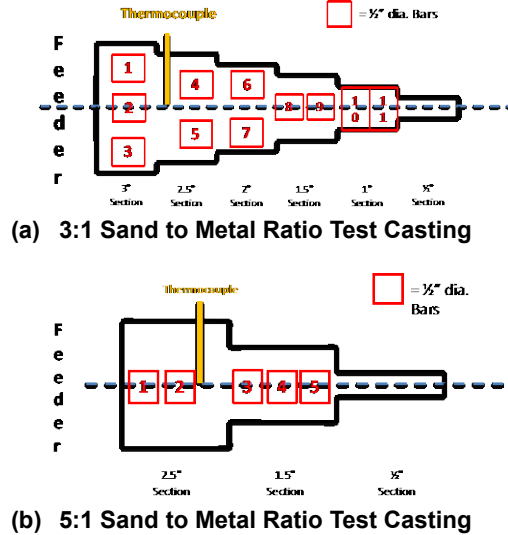 Thermocouple
= ½" dia. Bars
F
e
e
d
e
r
1
4
6
2
8
9
1
0
1
1
3
5
7
3"
Section
2.5"
Section
2"
Section
1.5"
Section
1"
Section
½"
Section
(a) 3:1 Sand to Metal Ratio Test Casting
Thermocouple
= ½" dia.
Bars
F
e
e
d
e
r
1
2
3
4
5
2.5"
Section
1.5"
Section
½"
Section
(b) 5:1 Sand to Metal Ratio Test Casting